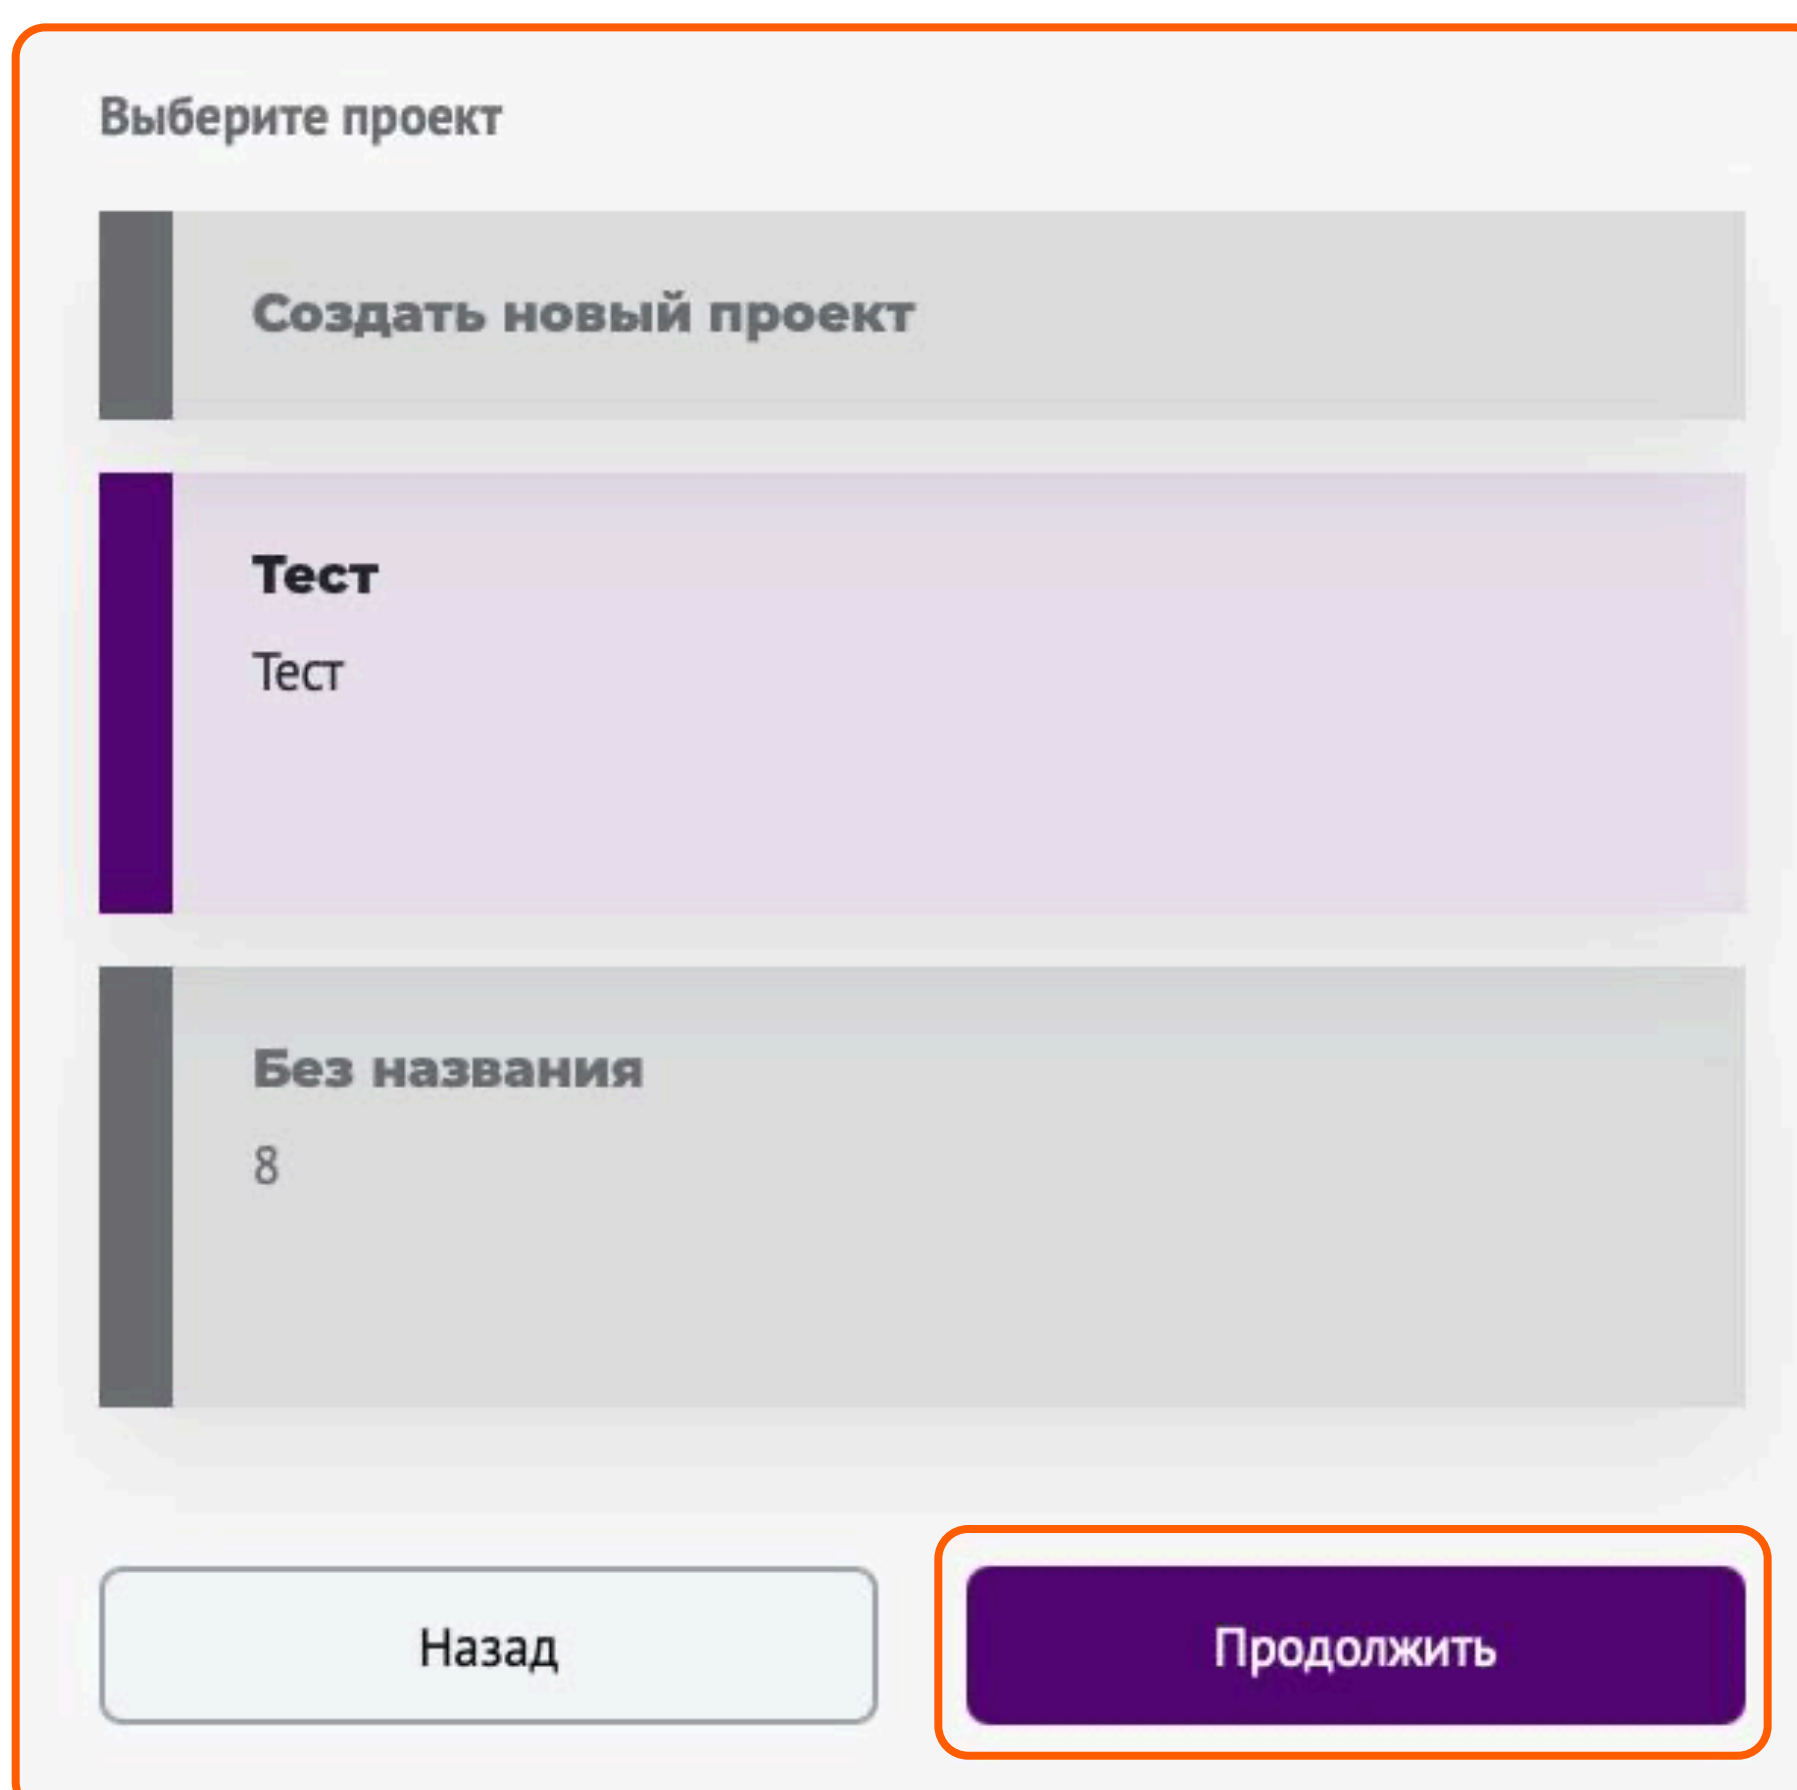 Выберите проект
Создать новый проект
Тест
Тест
Без названия
8
Назад
Продолжить